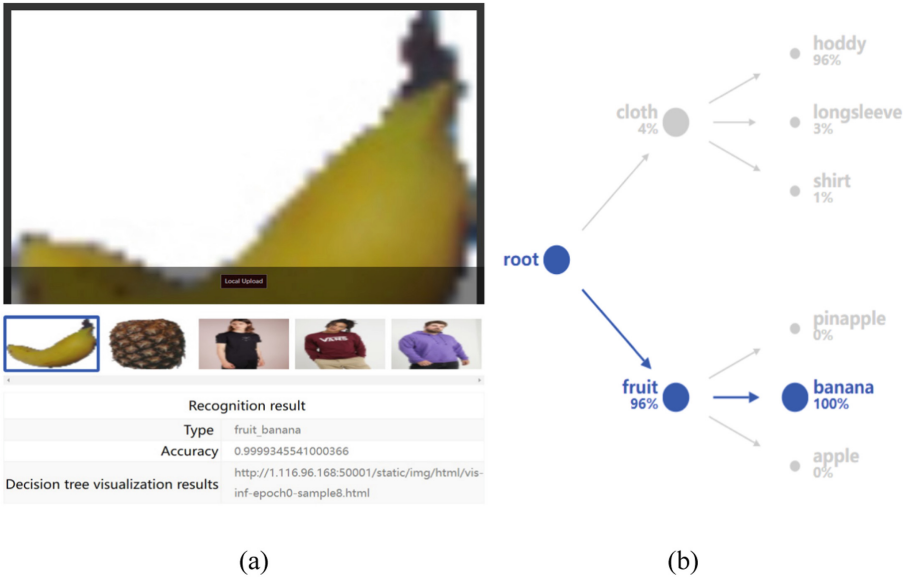 Local Upload
VANS
Recognition result
Type fruit_banana
Accuracy 0.9999345541000366
Decision tree visualization results http://1.116.96.168:50001/static/img/html/vis-
inf-epoch0-sample8.html
(a)
hoddy
96%
cloth
4%
longsleeve
3%
shirt
1%
root
pinapple
0%
fruit
96%
banana
100%
apple
0%
(b)